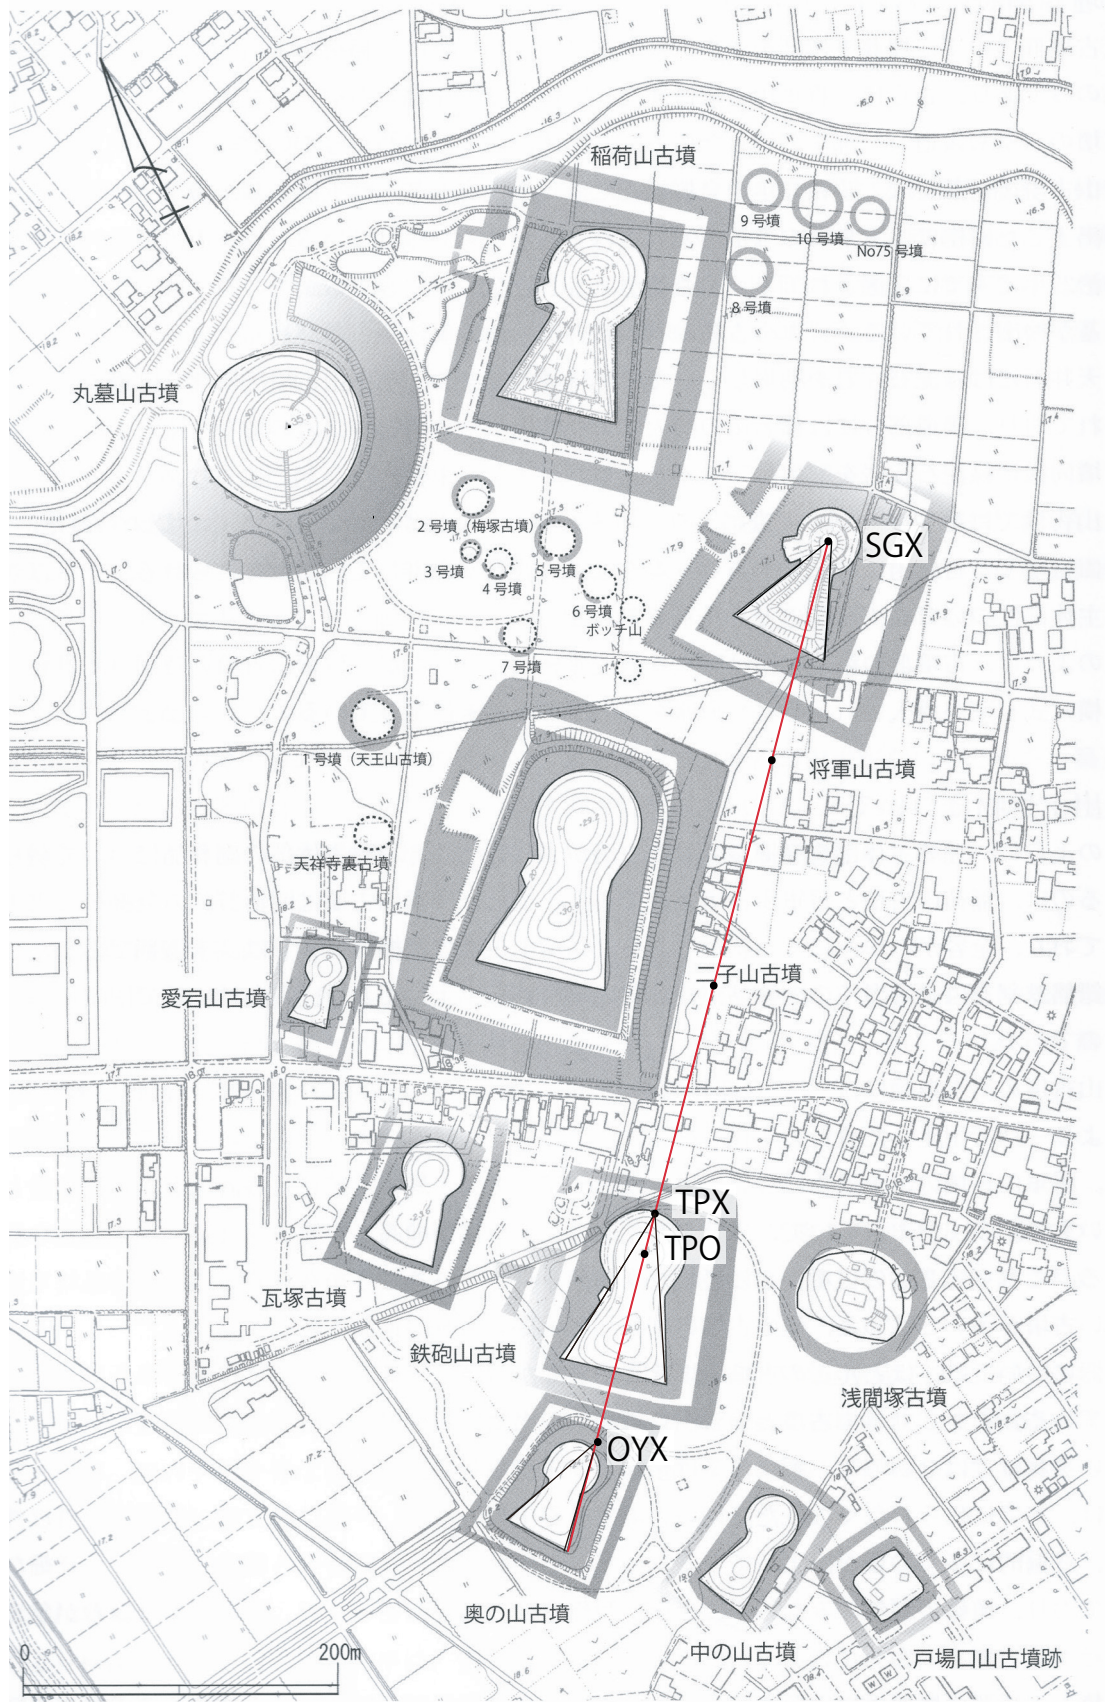 稲荷山古墳
9号墳
10号墳
No75号墳
8号墳
丸墓山古墳
2号墳（梅塚古墳）
3号墳
4号墳
5号墳
6号墳
ボッチ山
7号墳
SGX
1号墳（天王山古墳）
将軍山古墳
天祥寺裏古墳
二子山古墳
愛宕山古墳
TPX
TPO
瓦塚古墳
鉄砲山古墳
浅間塚古墳
OYX
奥の山古墳
中の山古墳
戸場口山古墳跡
0
200m